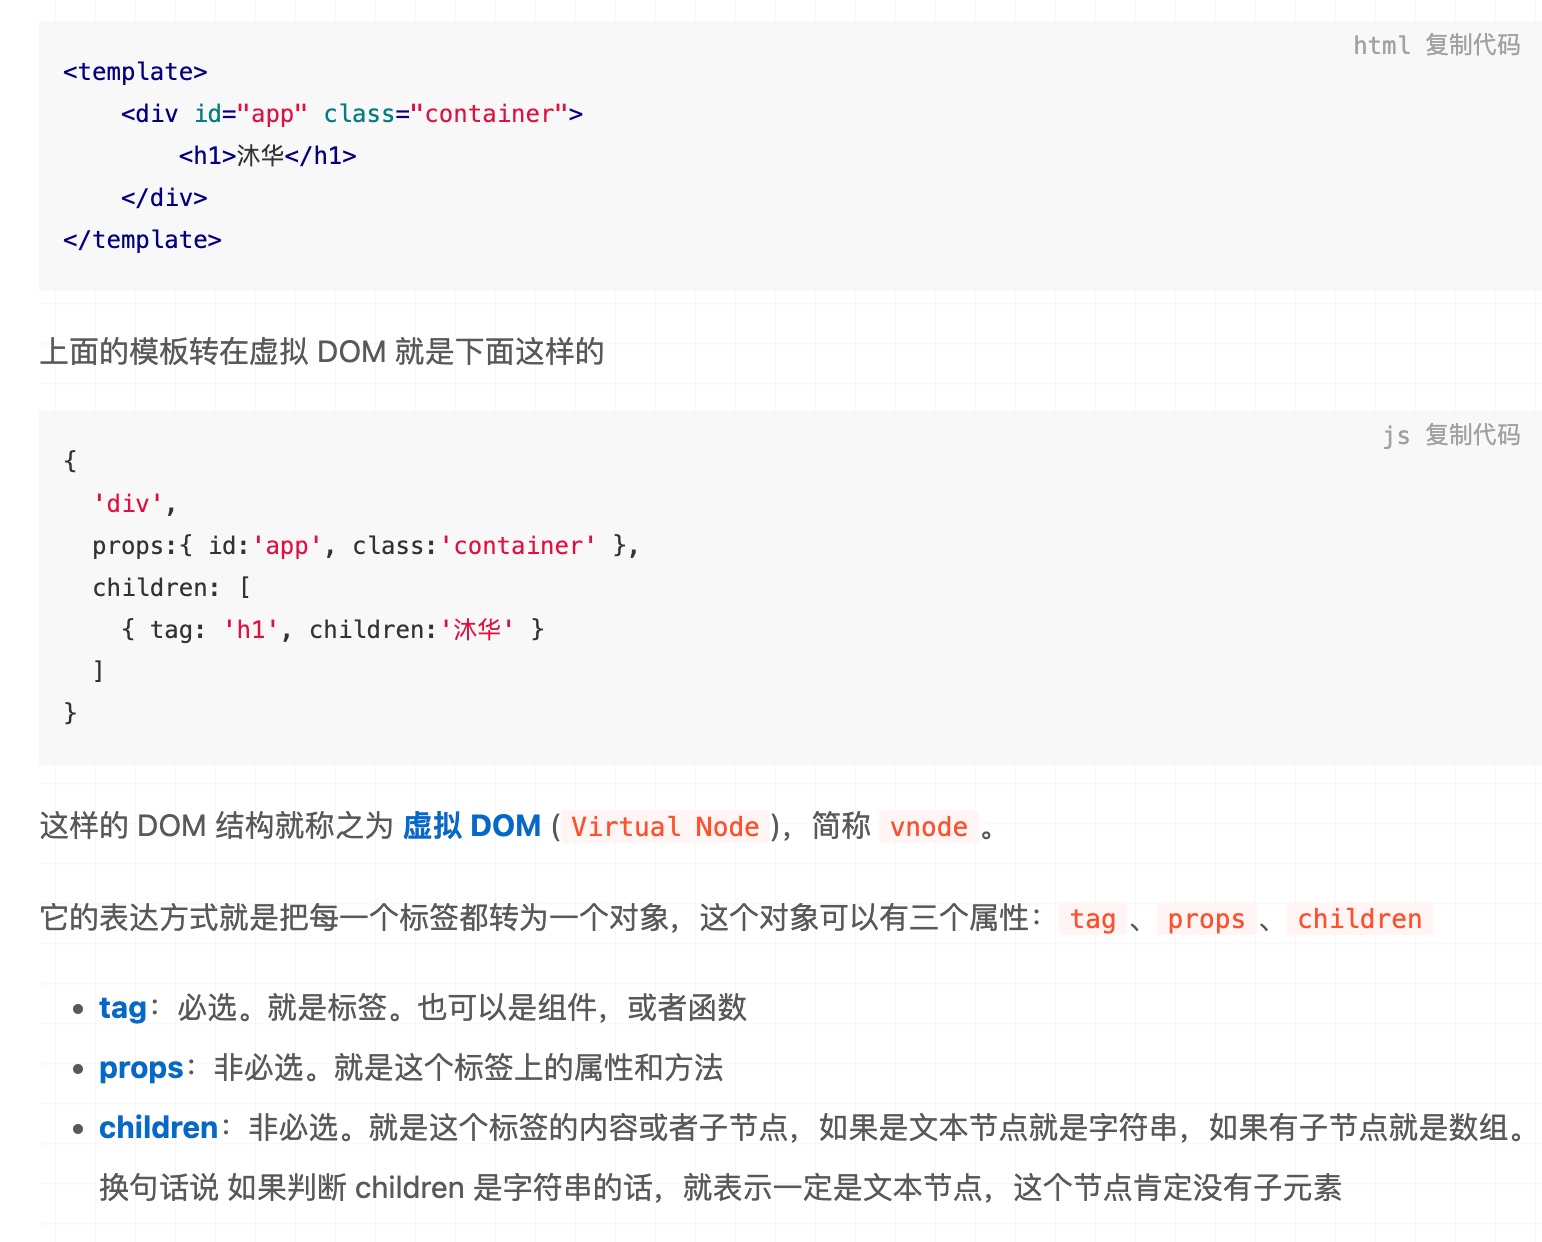 html 复制代码
<template>
    <div id="app" class="container">
        <h1>沐华</h1>
    </div>
</template>
上面的模板转在虚拟 DOM 就是下面这样的
js 复制代码
{
  'div',
  props:{ id:'app', class:'container' },
  children: [
    { tag: 'h1', children:'沐华' }
  ]
}
这样的 DOM 结构就称之为 虚拟 DOM (Virtual Node)，简称 vnode 。
它的表达方式就是把每一个标签都转为一个对象，这个对象可以有三个属性：tag 、props 、children
• tag：必选。就是标签。也可以是组件，或者函数
• props：非必选。就是这个标签上的属性和方法
• children：非必选。就是这个标签的内容或者子节点，如果是文本节点就是字符串，如果有子节点就是数组。
换句话说 如果判断 children 是字符串的话，就表示一定是文本节点，这个节点肯定没有子元素